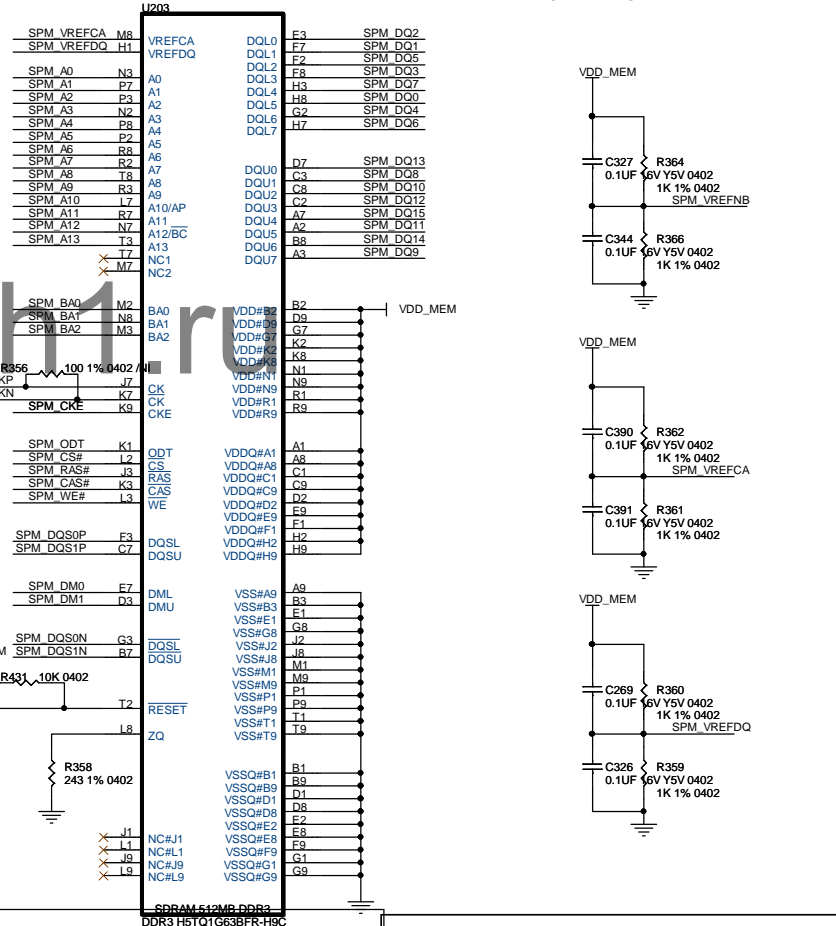 U203
SPM_VREFCA M8 VREFCA DQL0 E3 SPM_DQ2
SPM_VREFDQ H1 VREFDQ DQL1 F7 SPM_DQ1
DQL2 F2 SPM_DQ5
SPM_A0 N3 A0 DQL3 F8 SPM_DQ3
SPM_A1 P7 A1 DQL4 H3 SPM_DQ7
SPM_A2 P3 A2 DQL5 H8 SPM_DQ0
SPM_A3 N2 A3 DQL6 G2 SPM_DQ4
SPM_A4 P8 A4 DQL7 H7 SPM_DQ6
SPM_A5 P2 A5
SPM_A6 R8 A6
SPM_A7 R2 A7 DQU0 D7 SPM_DQ13
SPM_A8 T8 A8 DQU1 C3 SPM_DQ8
SPM_A9 R3 A9 DQU2 C8 SPM_DQ10
SPM_A10 L7 A10/AP DQU3 C2 SPM_DQ12
SPM_A11 R7 A11 DQU4 A7 SPM_DQ15
SPM_A12 N7 A12/BC DQU5 A2 SPM_DQ11
SPM_A13 T3 A13 DQU6 B8 SPM_DQ14
T7 NC1 DQU7 A3 SPM_DQ9
M7 NC2
h1.ru
SPM_BA0 M2 BA0 VDD#B2 B2 VDD_MEM
SPM_BA1 N8 BA1 VDD#D9 D9
SPM_BA2 M3 BA2 VDD#G7 G7
VDD#K2 K2
VDD#K8 K8
R356 100 1% 0402 /NI VDD#N1 N1
KP J7 CK VDD#N9 N9
KN K7 CK VDD#R1 R1
SPM_CKE K9 CKE VDD#R9 R9
SPM_ODT K1 ODT VDDQ#A1 A1
SPM_CS# L2 CS VDDQ#A8 A8
SPM_RAS# J3 RAS VDDQ#C1 C1
SPM_CAS# K3 CAS VDDQ#C9 C9
SPM_WE# L3 WE VDDQ#D2 D2
VDDQ#E9 E9
VDDQ#F1 F1
SPM_DQS0P F3 DQSL VDDQ#H2 H2
SPM_DQS1P C7 DQSU VDDQ#H9 H9
SPM_DM0 E7 DML VSS#A9 A9
SPM_DM1 D3 DMU VSS#B3 B3
VSS#E1 E1
VSS#G8 G8
SPM_DQS0N G3 DQSL VSS#J2 J2
M SPM_DQS1N B7 DQSU VSS#J8 J8
VSS#M1 M1
R431 10K 0402 VSS#M9 M9
VSS#P1 P1
T2 RESET VSS#P9 P9
VSS#T1 T1
L8 ZQ VSS#T9 T9
R358
243 1% 0402
VSSQ#B1 B1
VSSQ#B9 B9
VSSQ#D1 D1
VSSQ#D8 D8
VSSQ#E2 E2
J1 NC#J1 VSSQ#E8 E8
L1 NC#L1 VSSQ#F9 F9
J9 NC#J9 VSSQ#G1 G1
L9 NC#L9 VSSQ#G9 G9
SDRAM 512MB DDR3
DDR3 H5TQ1G63BFR-H9C
VDD_MEM
C327 R364
0.1UF 6V Y5V 0402
1K 1% 0402
SPM_VREFNB
C344 R366
0.1UF 6V Y5V 0402
1K 1% 0402
VDD_MEM
C390 R362
0.1UF 6V Y5V 0402
1K 1% 0402
SPM_VREFCA
C391 R361
0.1UF 6V Y5V 0402
1K 1% 0402
VDD_MEM
C269 R360
0.1UF 6V Y5V 0402
1K 1% 0402
SPM_VREFDQ
C326 R359
0.1UF 6V Y5V 0402
1K 1% 0402